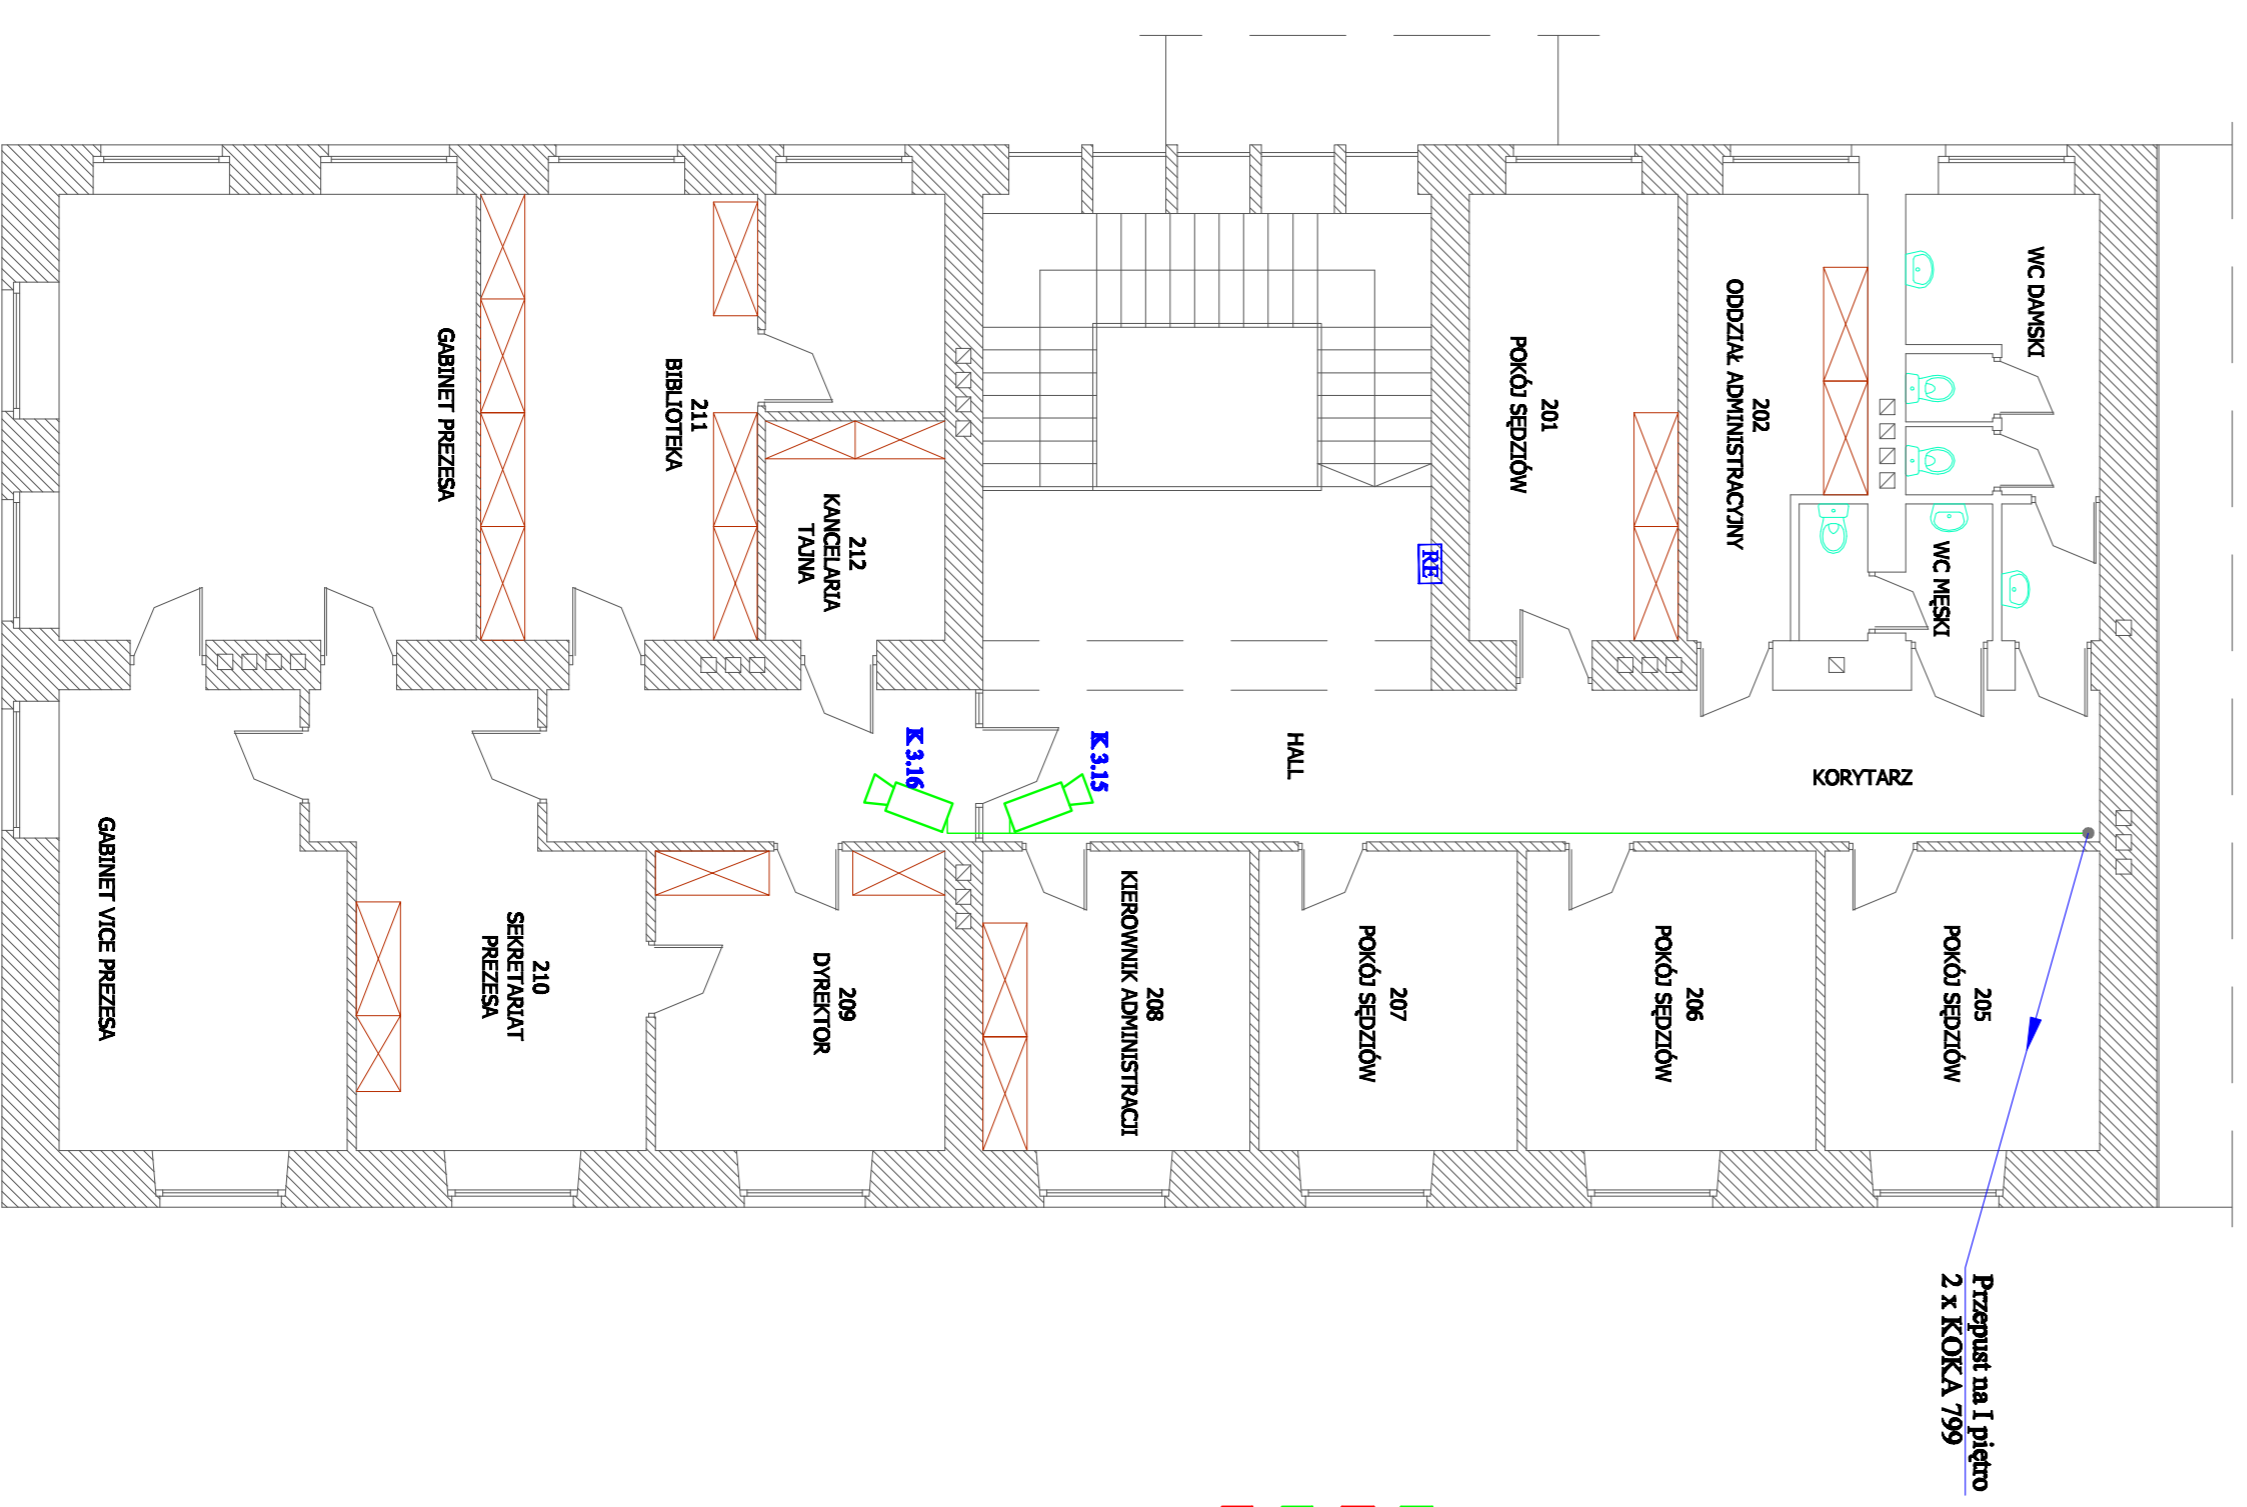 WC DAMSKI
WC MĘSKI
202
ODDZIAŁ ADMINISTRACYJNY
201
POKÓJ SĘDZIÓW
RE
212
KANCELARIA
TAJNA
211
BIBLIOTEKA
GABINET PREZESA
KORYTARZ
HALL
K 3.15
K 3.16
205
POKÓJ SĘDZIÓW
206
POKÓJ SĘDZIÓW
207
POKÓJ SĘDZIÓW
208
KIEROWNIK ADMINISTRACJI
209
DYREKTOR
210
SEKRETARIAT
PREZESA
GABINET VICE PREZESA
Przepust na I piętro
2 x KOKA 799